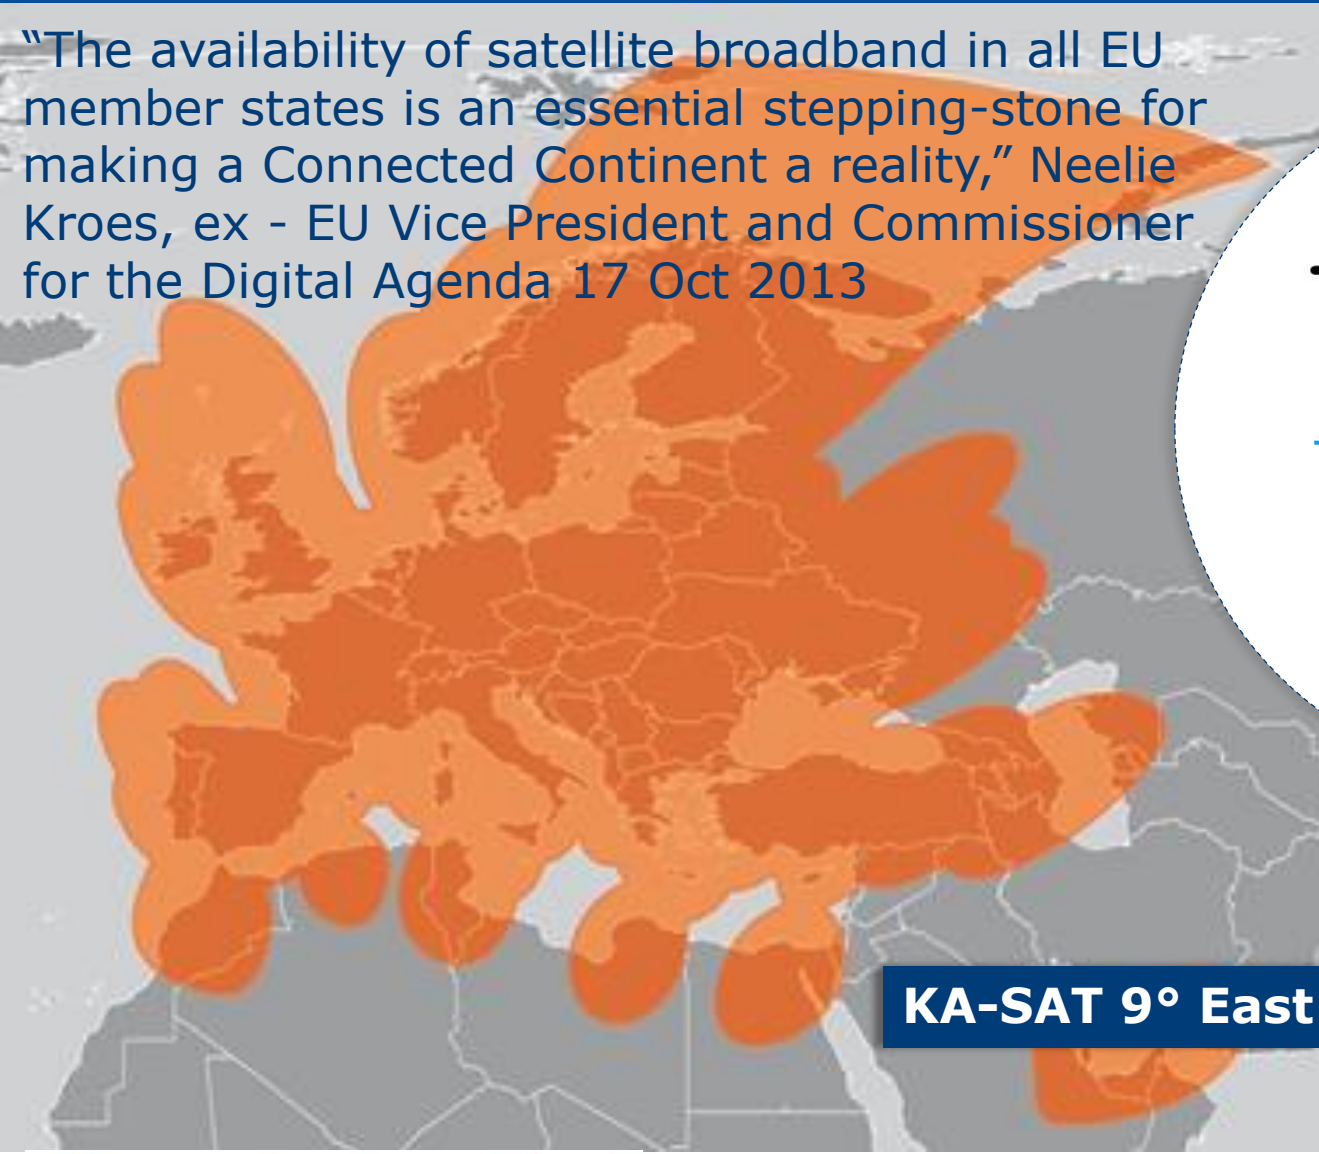 “The availability of satellite broadband in all EU
member states is an essential stepping-stone for
making a Connected Continent a reality,” Neelie
Kroes, ex - EU Vice President and Commissioner
for the Digital Agenda 17 Oct 2013
KA-SAT 9° East